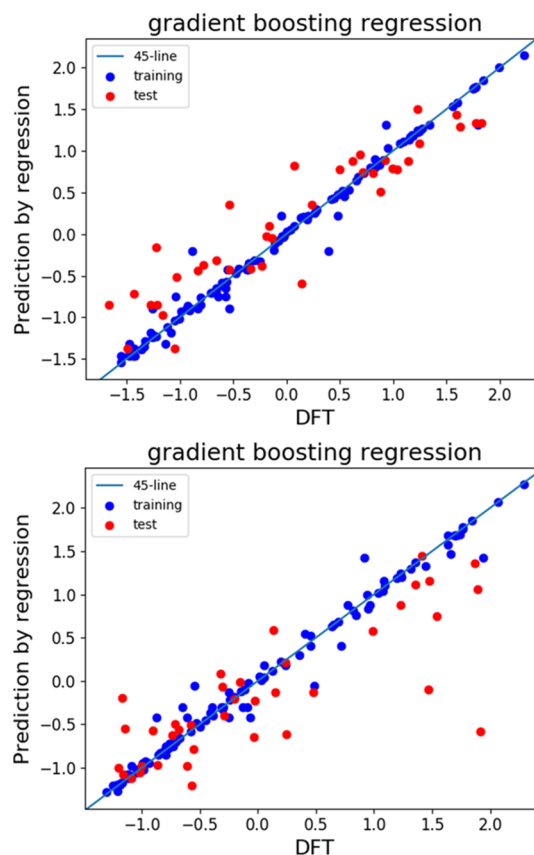 gradient boosting regression
45-line
training
test
2.0
1.5
1.0
0.5
0.0
−0.5
−1.0
−1.5
Prediction by regression
−1.5 −1.0 −0.5 0.0 0.5 1.0 1.5 2.0
DFT
gradient boosting regression
45-line
training
test
2.0
1.5
1.0
0.5
0.0
−0.5
−1.0
Prediction by regression
−1.0 −0.5 0.0 0.5 1.0 1.5 2.0
DFT